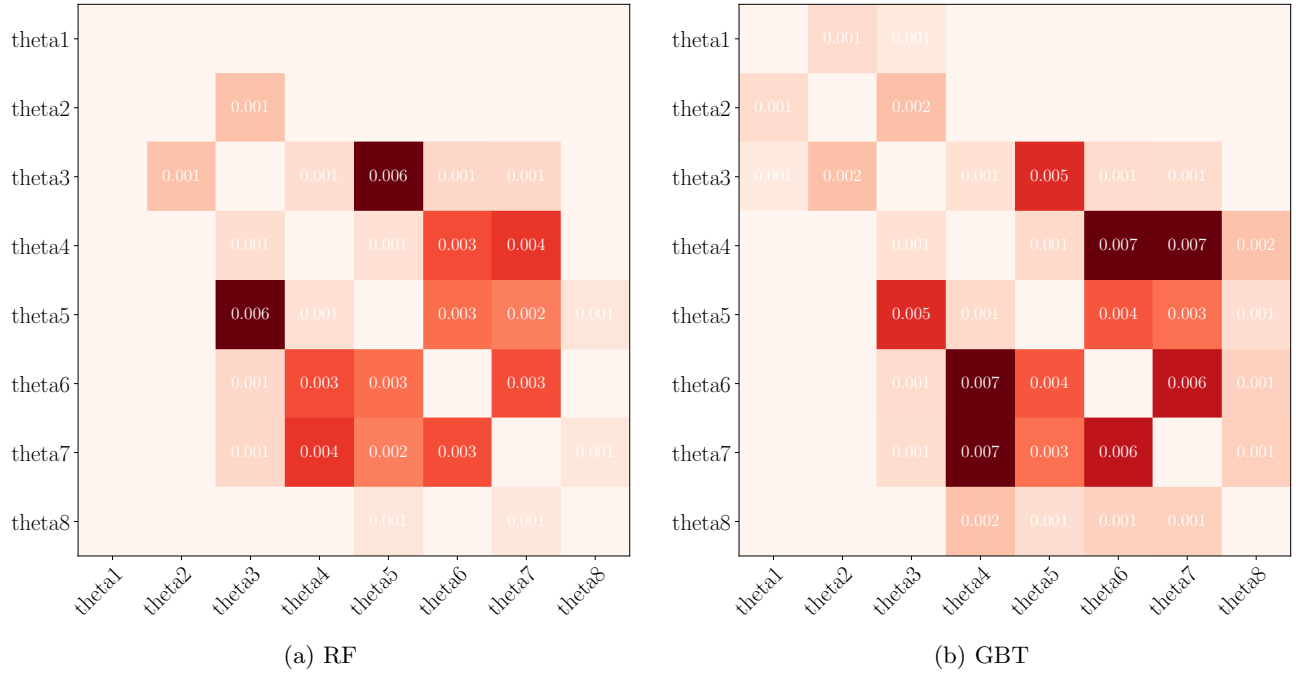 theta1
theta2 0.001
theta3 0.001 0.001 0.006 0.001 0.001
theta4 0.001 0.001 0.003 0.004
theta5 0.006 0.001 0.003 0.002 0.001
theta6 0.001 0.003 0.003 0.003
theta7 0.001 0.004 0.002 0.003 0.001
theta8 0.001 0.001
theta1 theta2 theta3 theta4 theta5 theta6 theta7 theta8
(a) RF
theta1 0.001 0.001
theta2 0.001 0.002
theta3 0.001 0.002 0.001 0.005 0.001 0.001
theta4 0.001 0.001 0.007 0.007 0.002
theta5 0.005 0.001 0.004 0.003 0.001
theta6 0.001 0.007 0.004 0.006 0.001
theta7 0.001 0.007 0.003 0.006 0.001
theta8 0.002 0.001 0.001 0.001
theta1 theta2 theta3 theta4 theta5 theta6 theta7 theta8
(b) GBT